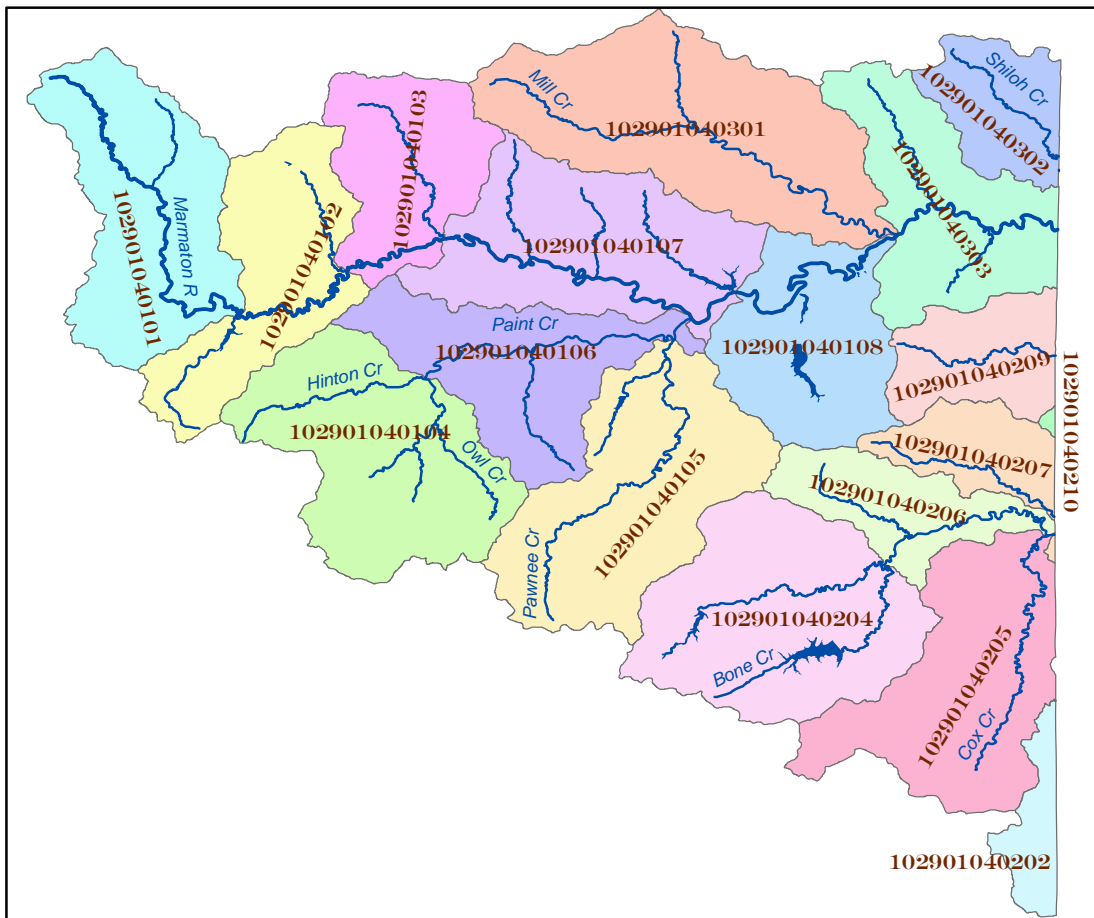 Shiloh Cr
102901040302
Mill Cr
102901040301
102901040103
102901040303
Marmaton R
102901040101
102901040102
102901040107
Paint Cr
102901040106
102901040108
102901040209
102901040210
Hinton Cr
102901040104
Owl Cr
102901040105
Pawnee Cr
102901040207
102901040206
102901040204
Bone Cr
102901040205
Cox Cr
102901040202